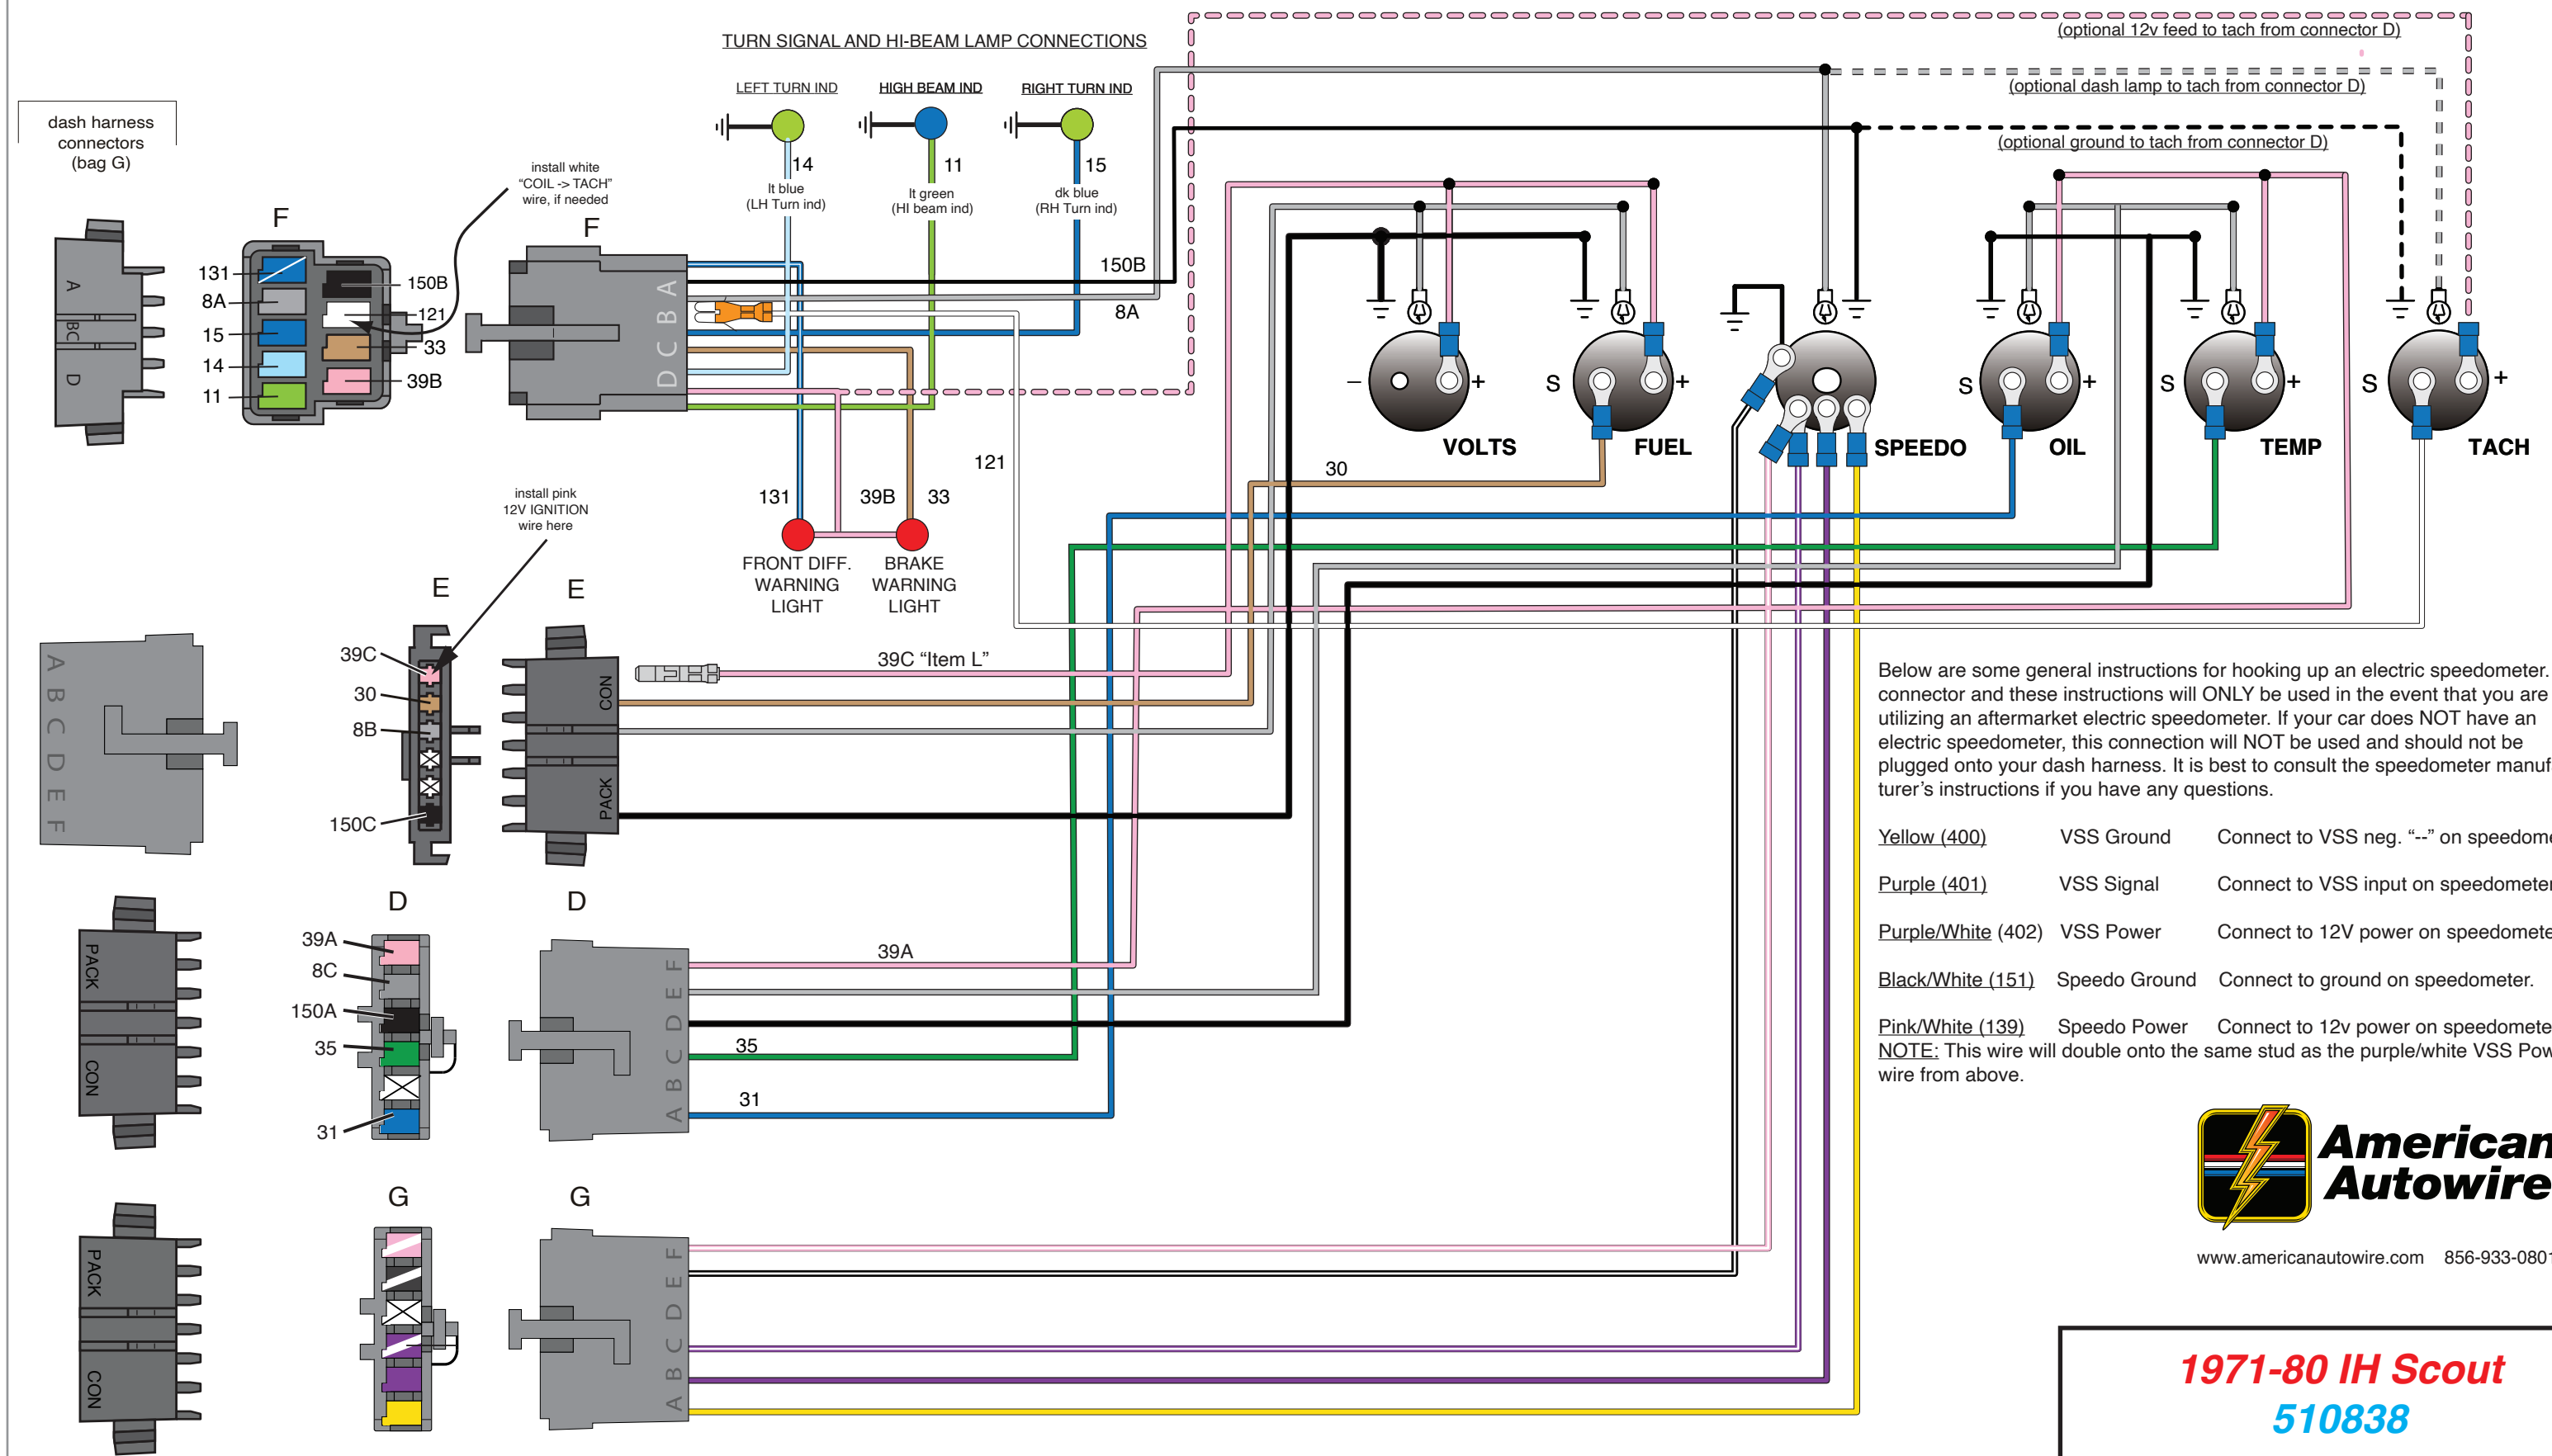 TURN SIGNAL AND HI-BEAM LAMP CONNECTIONS
(optional 12v feed to tach from connector D)
(optional dash lamp to tach from connector D)
(optional ground to tach from connector D)
LEFT TURN IND
HIGH BEAM IND
RIGHT TURN IND
14
lt blue
(LH Turn ind)
11
lt green
(HI beam ind)
15
dk blue
(RH Turn ind)
dash harness
connectors
(bag G)
install white
“COIL -> TACH”
wire, if needed
F
F
A
BC
D
131
8A
15
14
11
150B
121
33
39B
A
B
C
D
150B
8A
121
131
39B
33
FRONT DIFF.
WARNING
LIGHT
BRAKE
WARNING
LIGHT
– +
VOLTS
S +
FUEL
SPEEDO
S +
OIL
S +
TEMP
S +
TACH
30
install pink
12V IGNITION
wire here
E
E
A B C D E F
39C
30
8B
150C
CON
PACK
39C “Item L”
D
D
PACK
CON
39A
8C
150A
35
31
F
E
D
C
B
A
39A
35
31
G
G
PACK
CON
F
E
D
C
B
A
Below are some general instructions for hooking up an electric speedometer.
connector and these instructions will ONLY be used in the event that you are
utilizing an aftermarket electric speedometer. If your car does NOT have an
electric speedometer, this connection will NOT be used and should not be
plugged onto your dash harness. It is best to consult the speedometer manuf
turer’s instructions if you have any questions.
Yellow (400) VSS Ground Connect to VSS neg. “--” on speedome
Purple (401) VSS Signal Connect to VSS input on speedometer
Purple/White (402) VSS Power Connect to 12V power on speedomete
Black/White (151) Speedo Ground Connect to ground on speedometer.
Pink/White (139) Speedo Power Connect to 12v power on speedomete
NOTE: This wire will double onto the same stud as the purple/white VSS Pow
wire from above.
American
Autowire
www.americanautowire.com 856-933-0801
1971-80 IH Scout
510838